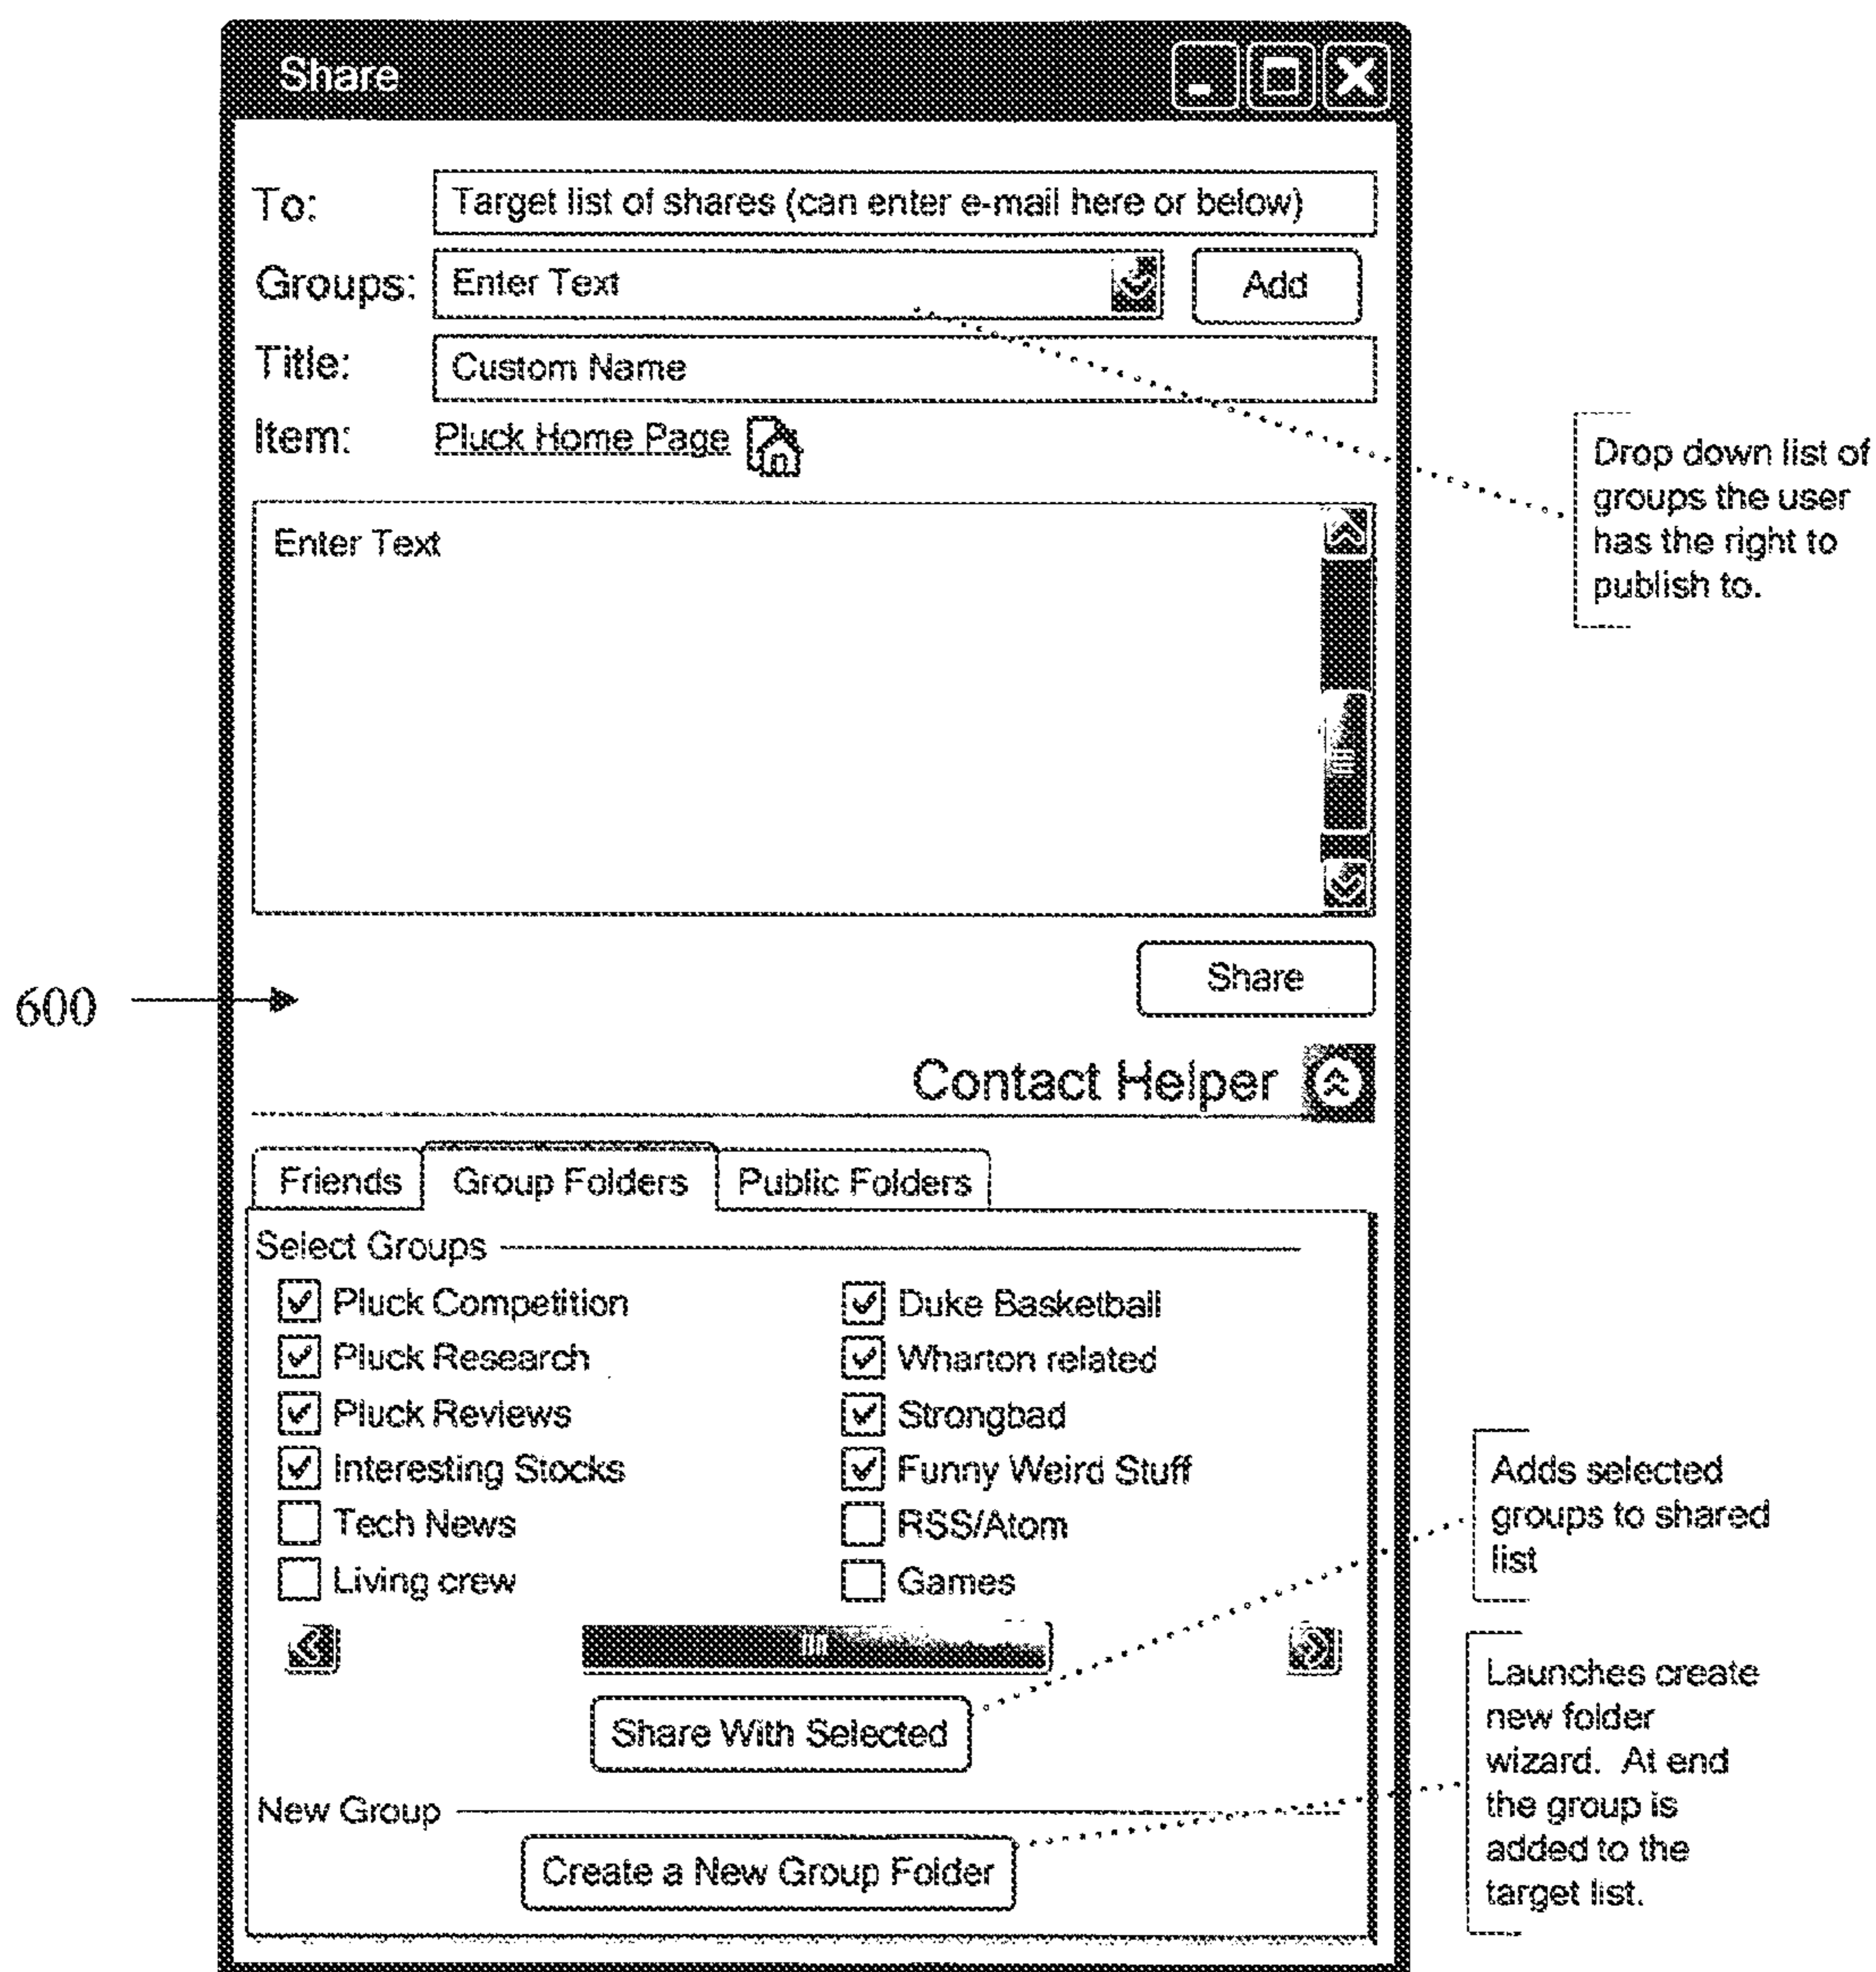 Share
To: Target list of shares (can enter e-mail here or below)
Groups: Enter Text Add
Title: Custom Name
Item: Pluck Home Page
Drop down list of
groups the user
has the right to
publish to.
Enter Text
Share
600
Contact Helper
Friends Group Folders Public Folders
Select Groups
Pluck Competition Duke Basketball
Pluck Research Wharton related
Pluck Reviews Strongbad
Interesting Stocks Funny Weird Stuff
Tech News RSS/Atom
Living crew Games
Adds selected
groups to shared
list
Share With Selected
Launches create
new folder
wizard. At end
the group is
added to the
target list.
New Group
Create a New Group Folder